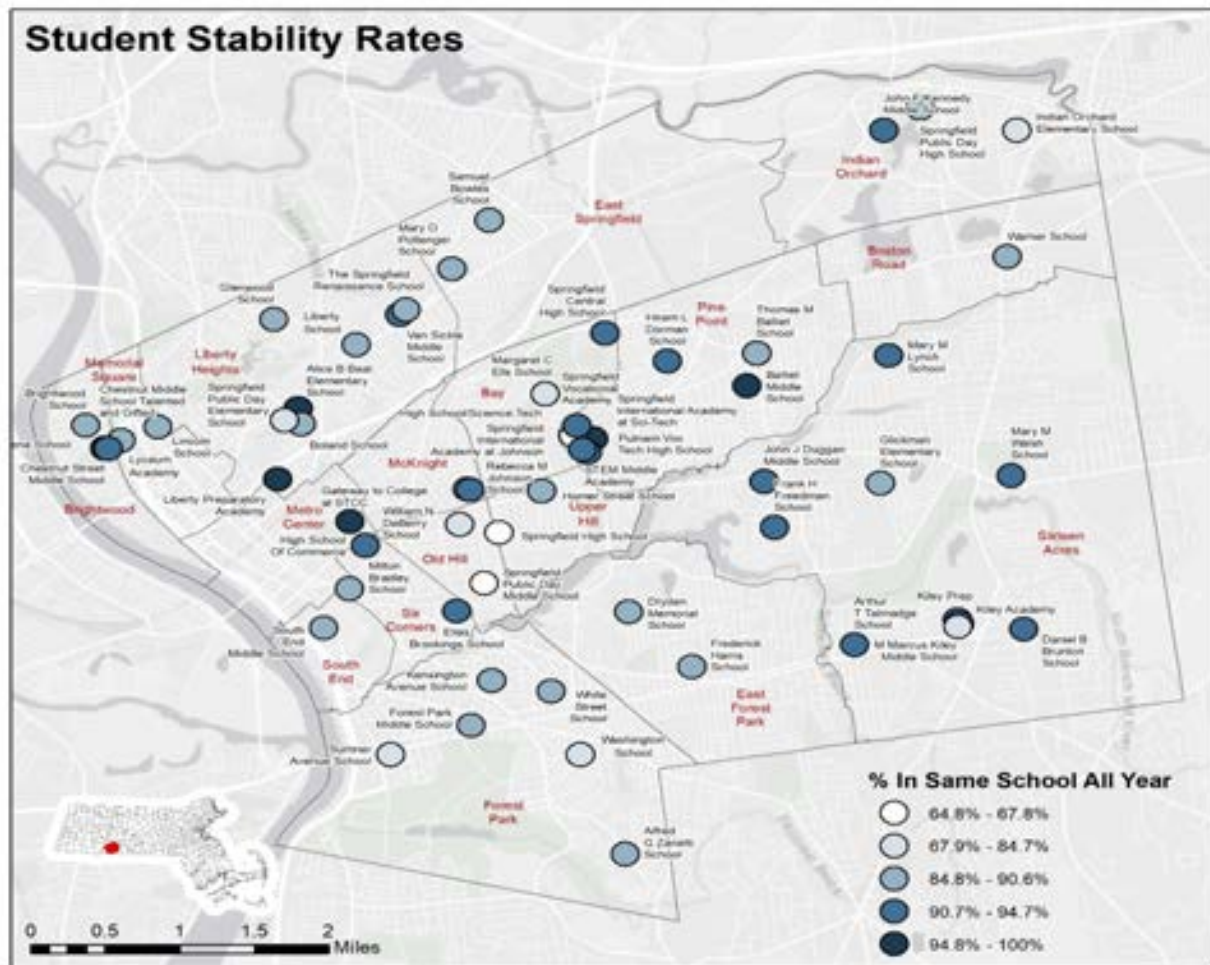 Student Stability Rates
John F Kennedy
Middle School
Springfield
Public Day
High School
Indian Orchard
Elementary School
Indian
Orchard
Samuel
Bowles
School
East
Springfield
Mary O
Pottenger
School
Boston
Road
Warner School
Glenwood
School
The Springfield
Renaissance School
Liberty
School
Van Sickle
Middle
School
Springfield
Central
High School
Hiram L
Dorman
School
Pine
Point
Thomas M
Balliet
School
Mary M
Lynch
School
Memorial
Square
Liberty
Heights
Alice B Beal
Elementary
School
Margaret C
Ells School
Springfield
Vocational
Academy
Balliet
Middle
School
Brightwood
School
Chestnut Middle
School Talented
and Gifted
Springfield
Public Day
Elementary
School
Bay
High School/Science Tech
Springfield
International Academy
at Sci-Tech
Lincoln
School
Boland School
Springfield
International
Academy at Johnson
Putnam Voc
Tech High School
Chestnut Street
Middle School
Lyceum
Academy
McKnight
Rebecca M
Johnson
School
STEM Middle
Academy
John J Duggan
Middle School
Glickman
Elementary
School
Mary M
Walsh
School
Brightwood
Liberty Preparatory
Academy
Metro
Center
Gateway to College
at STCC
William N
DeBerry
School
Homer Street School
Upper
Hill
Frank H
Freedman
School
High School
Of Commerce
Springfield High School
Sixteen
Acres
Old Hill
Milton
Bradley
School
Springfield
Public Day
Middle School
Six
Corners
Elias
Brookings School
Dryden
Memorial
School
Arthur
T Talmadge
School
Kiley Prep
Kiley Academy
South
End
Middle School
South
End
Frederick
Harris
School
M Marcus Kiley
Middle School
Daniel B
Brunton
School
Kensington
Avenue School
White
Street
School
East
Forest
Park
Forest Park
Middle School
Sumner
Avenue School
Washington
School
Forest
Park
Alfred
G Zanetti
School
% In Same School All Year
64.8% - 67.8%
67.9% - 84.7%
84.8% - 90.6%
90.7% - 94.7%
94.8% - 100%
0 0.5 1 1.5 2
Miles